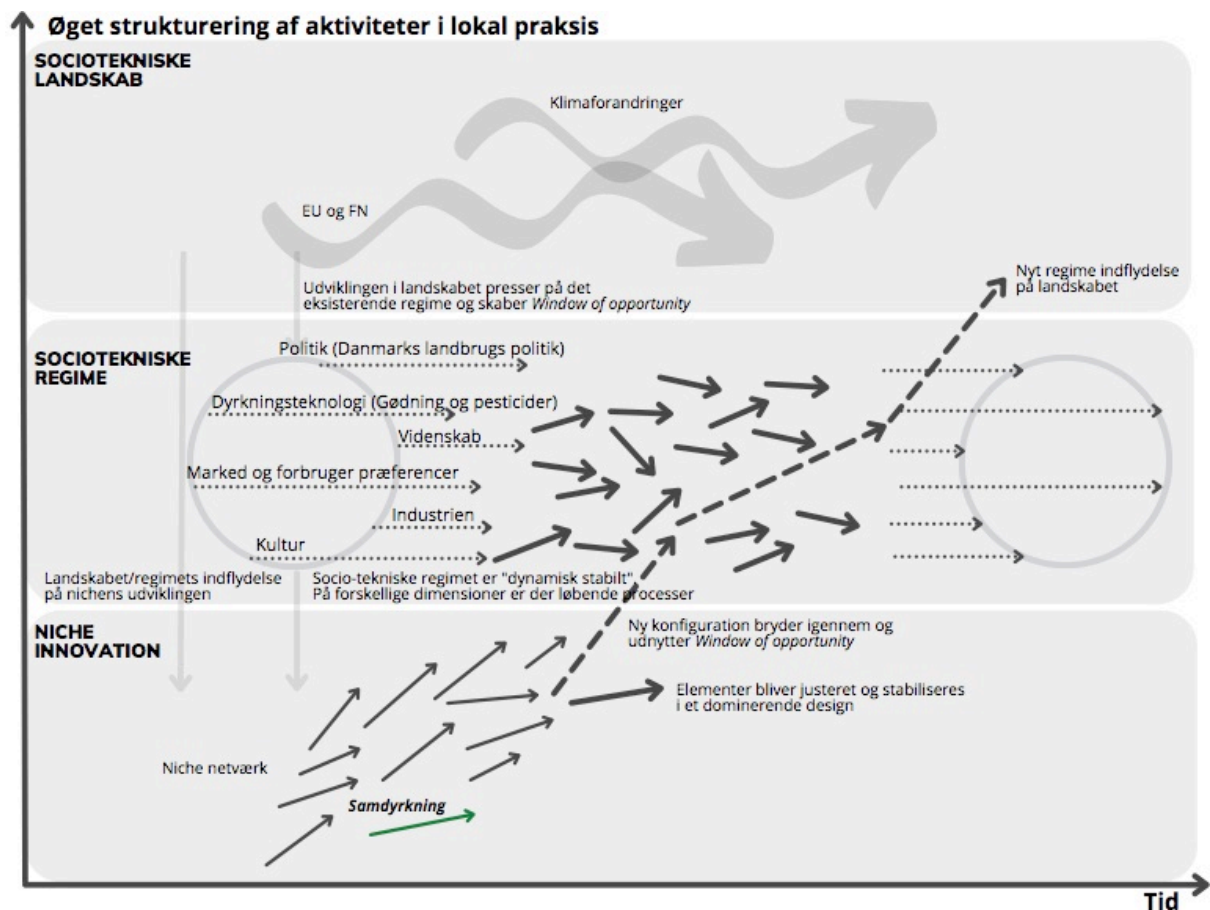 Øget strukturering af aktiviteter i lokal praksis
SOCIOTEKNISKE
LANDSKAB
Klimaforandringer
EU og FN
Udviklingen i landskabet presser på det
eksisterende regime og skaber Window of opportunity
Nyt regime indflydelse
på landskabet
SOCIOTEKNISKE
REGIME
Politik (Danmarks landbrugs politik)
Dyrkningsteknologi (Gødning og pesticider)
Videnskab
Marked og forbruger præferencer
Industrien
Kultur
Landskabet/regimets indflydelse
på nichens udviklingen
Socio-tekniske regimet er "dynamisk stabilt"
På forskellige dimensioner er der løbende processer
NICHE
INNOVATION
Ny konfiguration bryder igennem og
udnytter Window of opportunity
Elementer bliver justeret og stabiliseres
i et dominerende design
Niche netværk
Samdyrkning
Tid